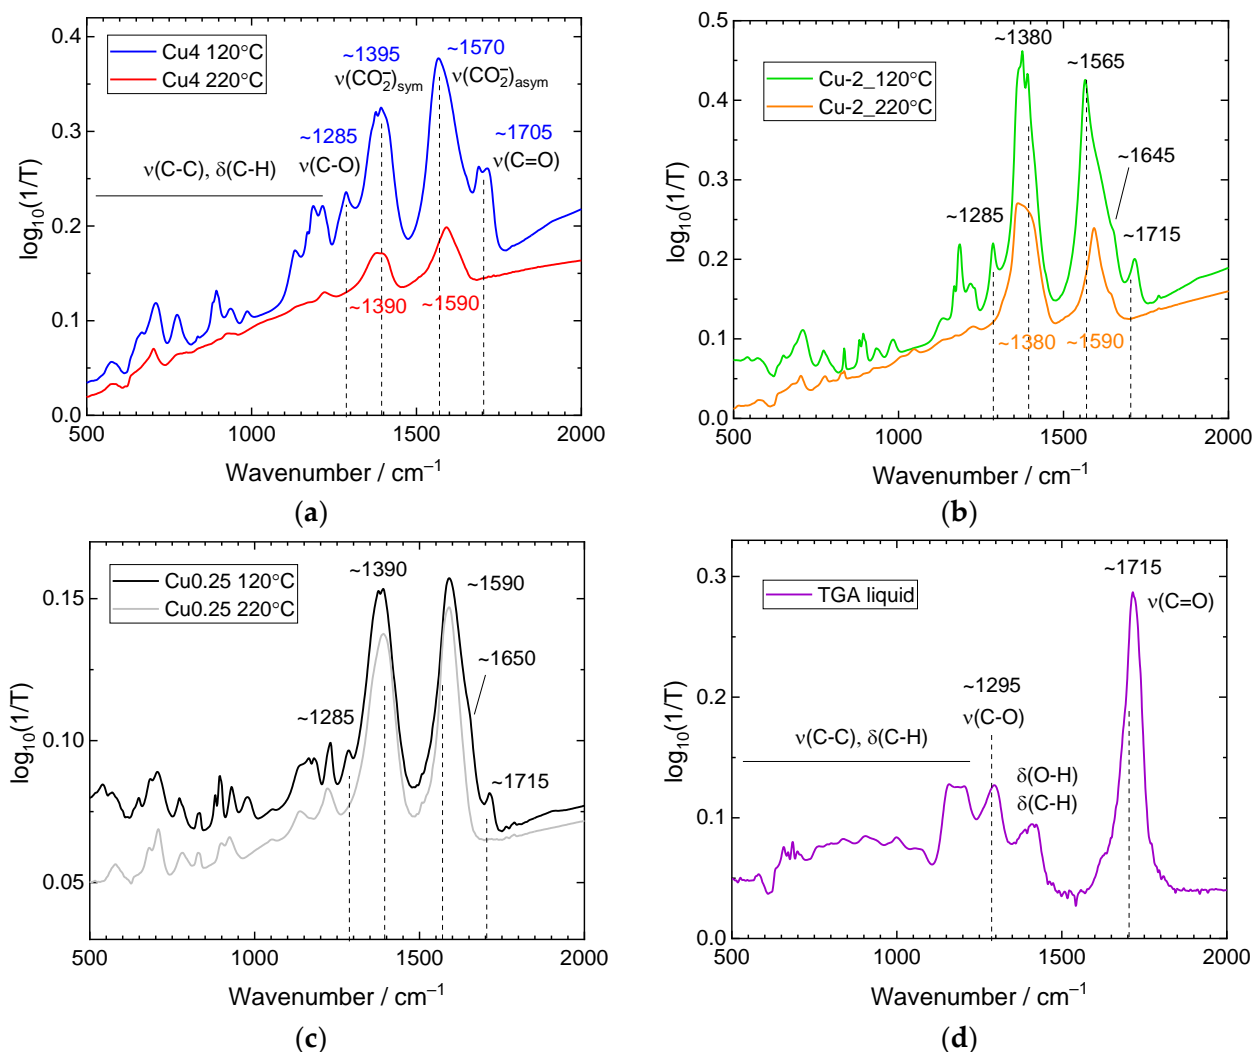 Cu4 120°C
Cu4 220°C
~1395
ν(CO₂⁻)sym
~1570
ν(CO₂⁻)asym
~1285
ν(C-O)
~1705
ν(C=O)
ν(C-C), δ(C-H)
~1390
~1590
0.0
0.1
0.2
0.3
0.4
log₁₀(1/T)
500
1000
1500
2000
Wavenumber / cm⁻¹
(a)
Cu-2_120°C
Cu-2_220°C
~1380
~1565
~1645
~1285
~1715
~1380
~1590
0.0
0.1
0.2
0.3
0.4
0.5
log₁₀(1/T)
500
1000
1500
2000
Wavenumber / cm⁻¹
(b)
Cu0.25 120°C
Cu0.25 220°C
~1390
~1590
~1650
~1285
~1715
0.05
0.10
0.15
log₁₀(1/T)
500
1000
1500
2000
Wavenumber / cm⁻¹
(c)
TGA liquid
~1715
ν(C=O)
~1295
ν(C-O)
ν(C-C), δ(C-H)
δ(O-H)
δ(C-H)
0.0
0.1
0.2
0.3
log₁₀(1/T)
500
1000
1500
2000
Wavenumber / cm⁻¹
(d)